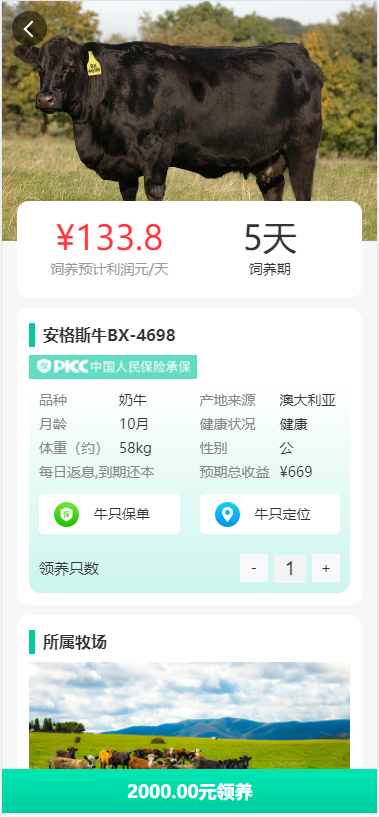 ¥133.8
5天
饲养预计利润元/天
饲养期
安格斯牛BX-4698
PICC中国人民保险承保
品种 奶牛 产地来源 澳大利亚
月龄 10月 健康状况 健康
体重（约） 58kg 性别 公
每日返息,到期还本 预期总收益 ¥669
保 牛只保单 牛只定位
领养只数 - 1 +
所属牧场
2000.00元领养